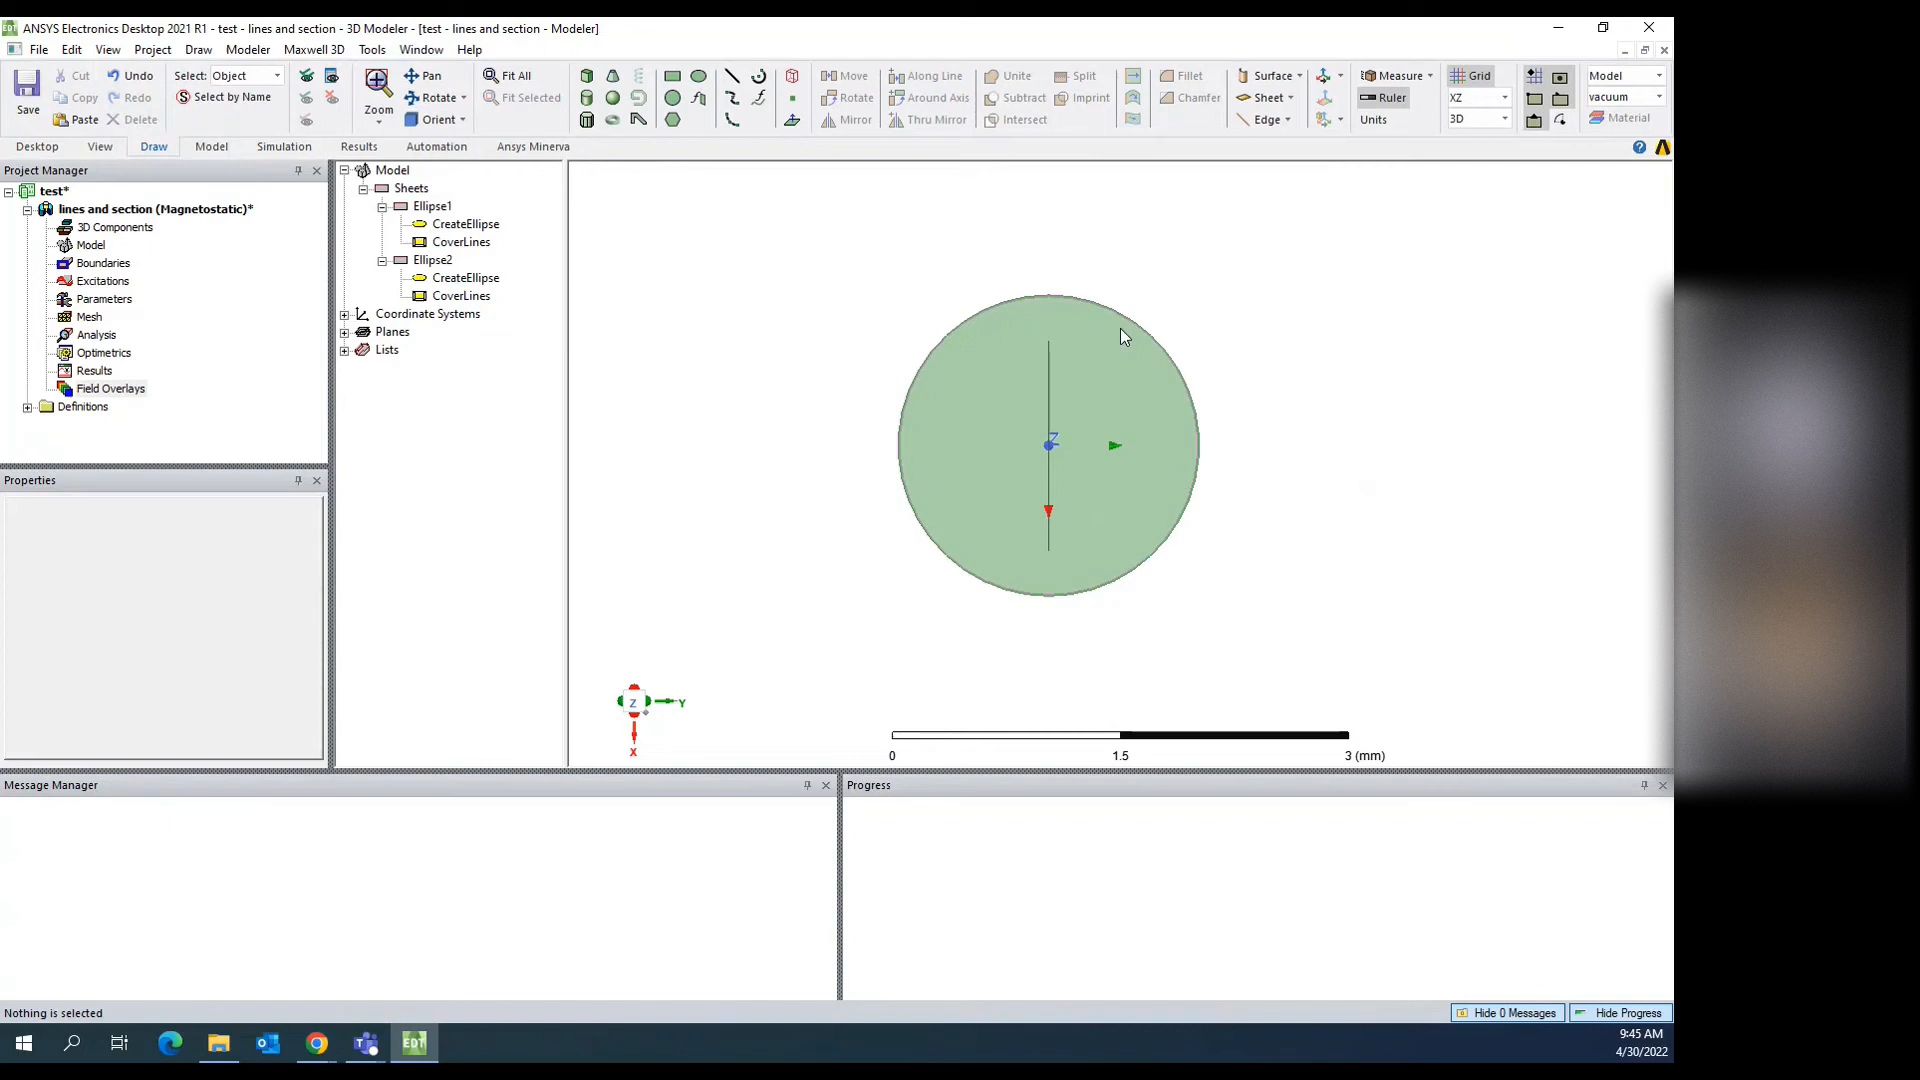 ANSYS Electronics Desktop 2021 R1 - test - lines and section - 3D Modeler - [test - lines and section - Modeler]
File Edit View Project Draw Modeler Maxwell 3D Tools Window Help
Save
Cut
Copy
Paste
Undo
Redo
Delete
Select: Object
Select by Name
Zoom
Pan
Rotate
Orient
Fit All
Fit Selected
Move
Rotate
Mirror
Along Line
Around Axis
Thru Mirror
Unite
Subtract
Intersect
Split
Imprint
Fillet
Chamfer
Surface
Sheet
Edge
Measure
Ruler
Units
Grid
XZ
3D
Model
vacuum
Material
Desktop View Draw Model Simulation Results Automation Ansys Minerva
Project Manager
test*
lines and section (Magnetostatic)*
3D Components
Model
Boundaries
Excitations
Parameters
Mesh
Analysis
Optimetrics
Results
Field Overlays
Definitions
Properties
Model
Sheets
Ellipse1
CreateEllipse
CoverLines
Ellipse2
CreateEllipse
CoverLines
Coordinate Systems
Planes
Lists
Z
Z
Y
X
0 1.5 3 (mm)
Message Manager
Progress
Nothing is selected
Hide 0 Messages
Hide Progress
EDT
9:45 AM
4/30/2022